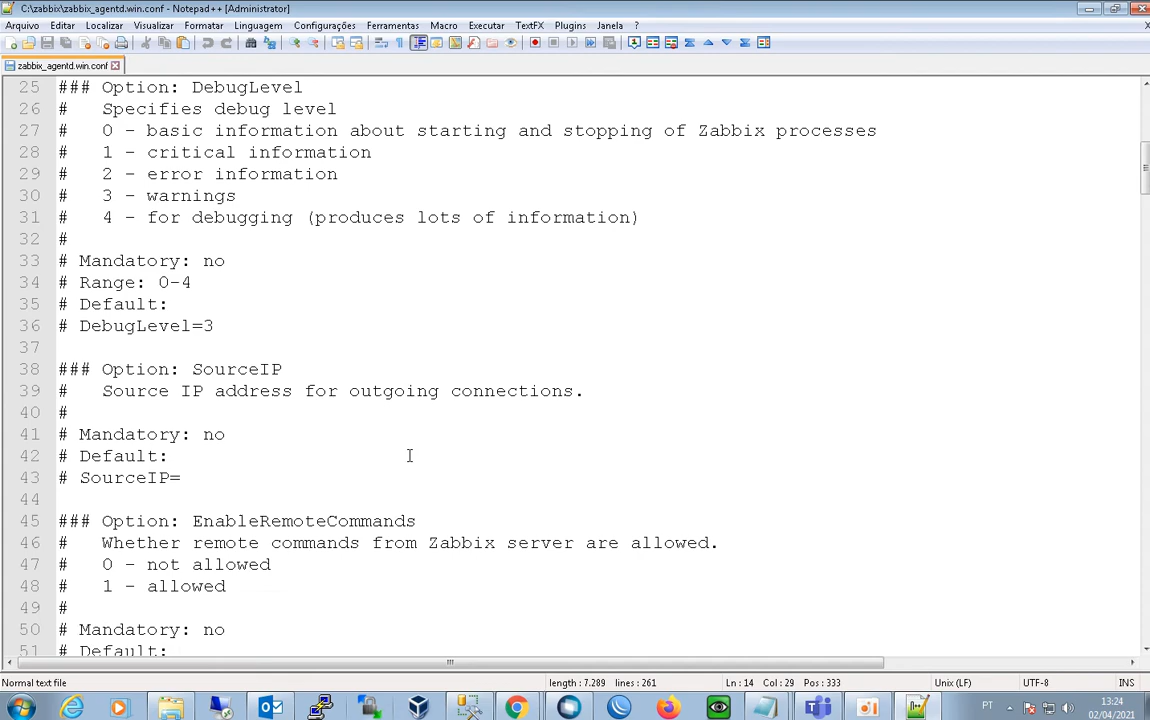 C:\zabbix\zabbix_agentd.win.conf - Notepad++ [Administrator]
Arquivo Editar Localizar Visualizar Formatar Linguagem Configurações Ferramentas Macro Executar TextFX Plugins Janela ?
zabbix_agentd.win.conf
25 ### Option: DebugLevel
26 # Specifies debug level
27 # 0 - basic information about starting and stopping of Zabbix processes
28 # 1 - critical information
29 # 2 - error information
30 # 3 - warnings
31 # 4 - for debugging (produces lots of information)
32 #
33 # Mandatory: no
34 # Range: 0-4
35 # Default:
36 # DebugLevel=3
37
38 ### Option: SourceIP
39 # Source IP address for outgoing connections.
40 #
41 # Mandatory: no
42 # Default:
43 # SourceIP=
44
45 ### Option: EnableRemoteCommands
46 # Whether remote commands from Zabbix server are allowed.
47 # 0 - not allowed
48 # 1 - allowed
49 #
50 # Mandatory: no
51 # Default:
Normal text file length : 7.289 lines : 261 Ln : 14 Col : 29 Pos : 333 Unix (LF) UTF-8 INS
PT 13:24
02/04/2021